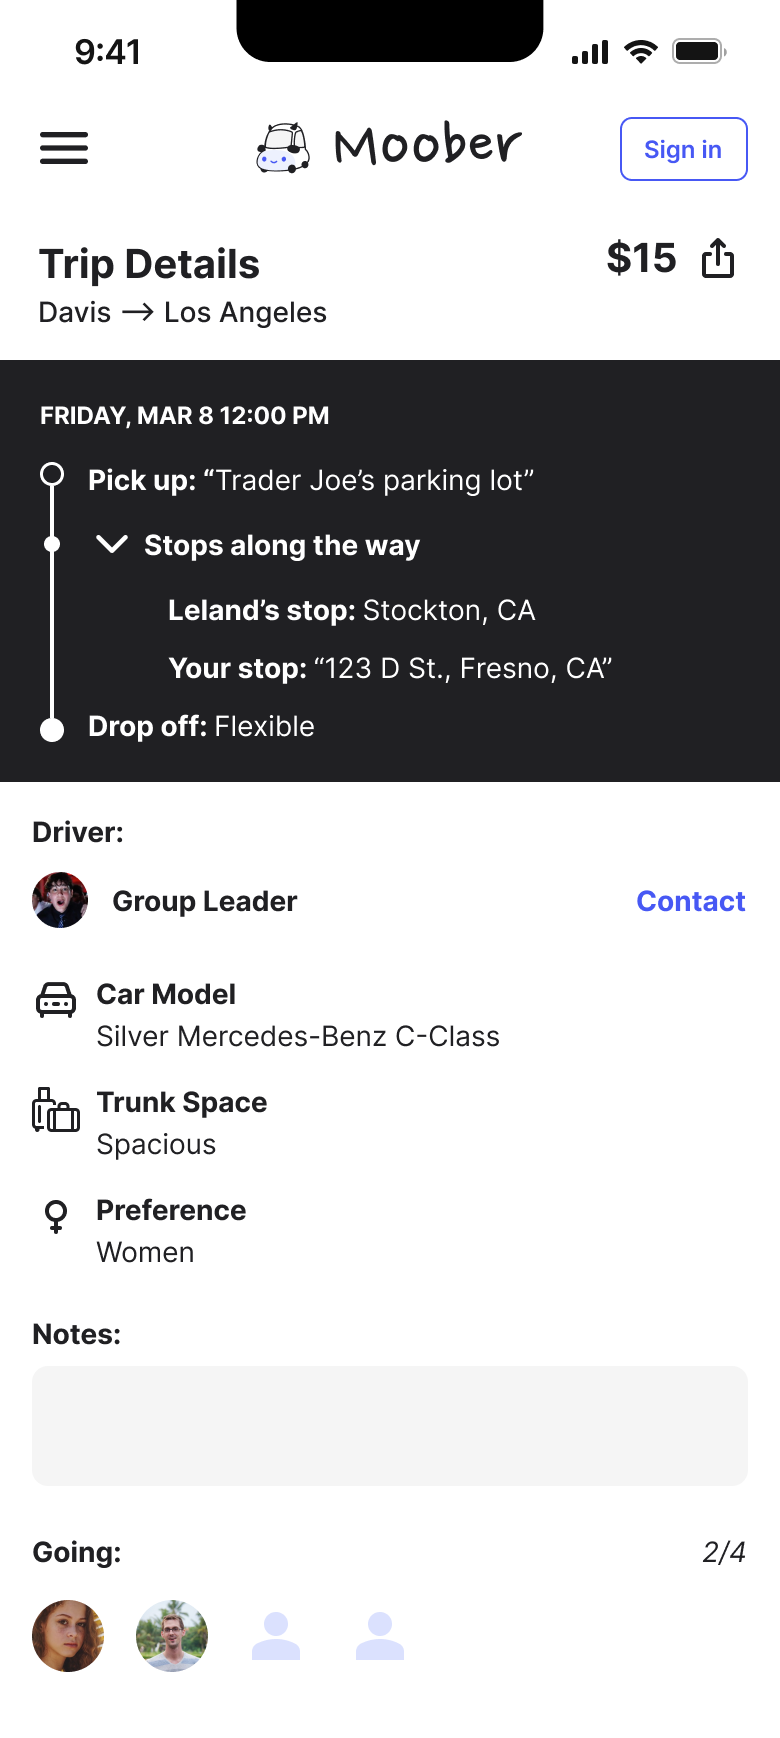 9:41
Moober
Sign in
Trip Details
$15
Davis → Los Angeles
FRIDAY, MAR 8 12:00 PM
Pick up: “Trader Joe’s parking lot”
Stops along the way
Leland’s stop: Stockton, CA
Your stop: “123 D St., Fresno, CA”
Drop off: Flexible
Driver:
Group Leader
Contact
Car Model
Silver Mercedes-Benz C-Class
Trunk Space
Spacious
Preference
Women
Notes:
Going:
2/4